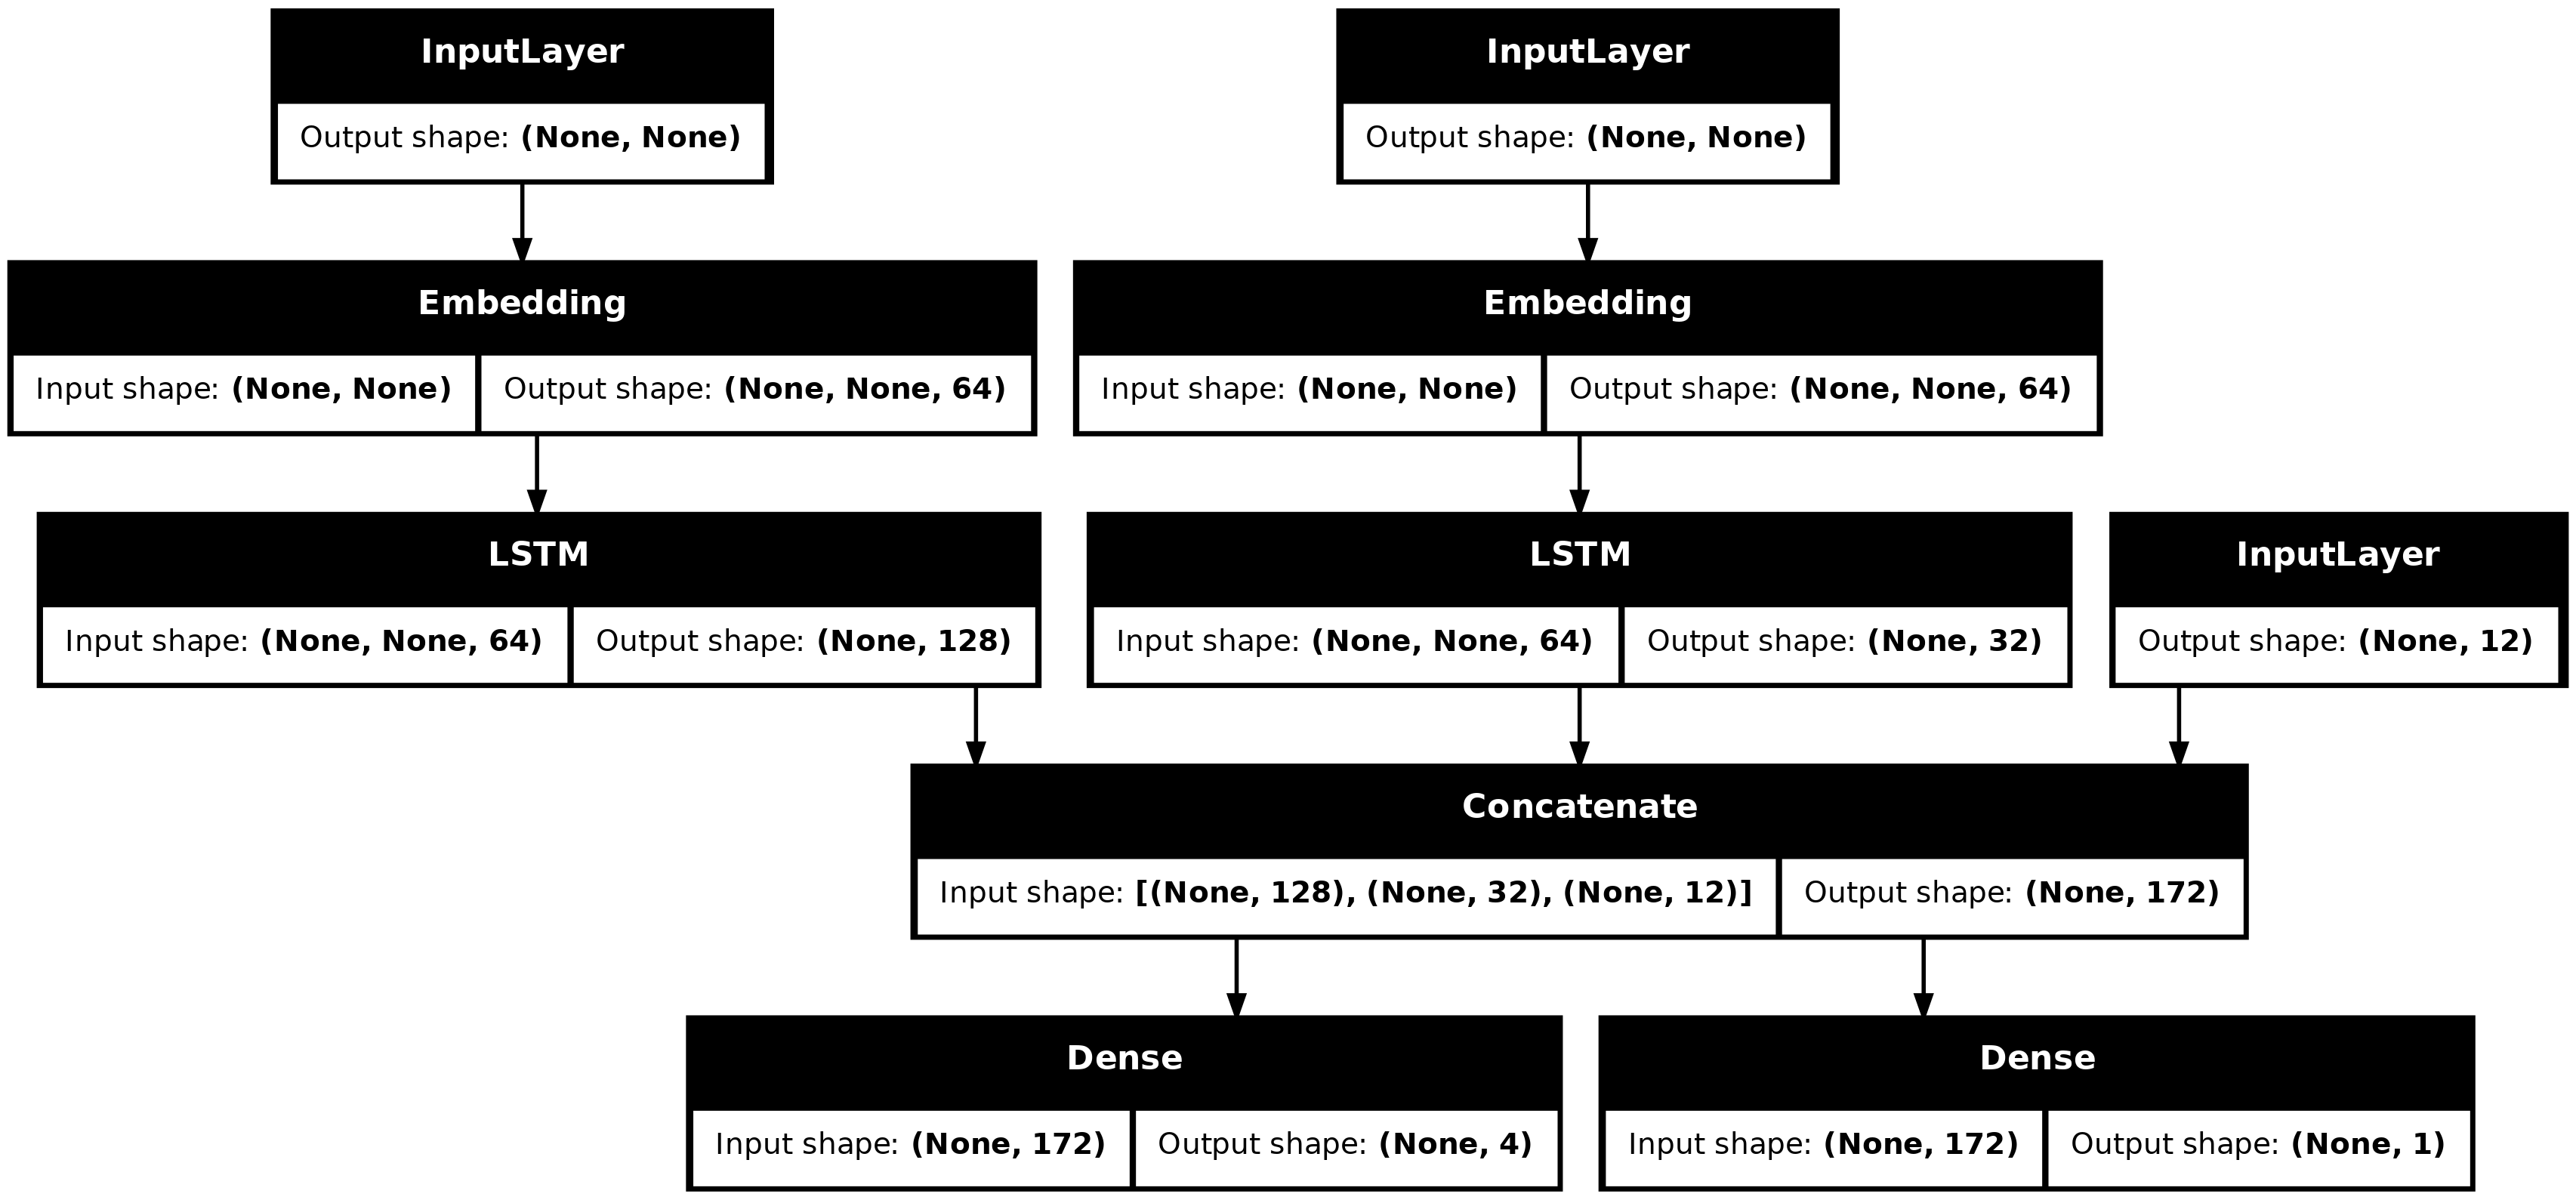 InputLayer
Output shape: (None, None)
InputLayer
Output shape: (None, None)
Embedding
Input shape: (None, None)
Output shape: (None, None, 64)
Embedding
Input shape: (None, None)
Output shape: (None, None, 64)
LSTM
Input shape: (None, None, 64)
Output shape: (None, 128)
LSTM
Input shape: (None, None, 64)
Output shape: (None, 32)
InputLayer
Output shape: (None, 12)
Concatenate
Input shape: [(None, 128), (None, 32), (None, 12)]
Output shape: (None, 172)
Dense
Input shape: (None, 172)
Output shape: (None, 4)
Dense
Input shape: (None, 172)
Output shape: (None, 1)